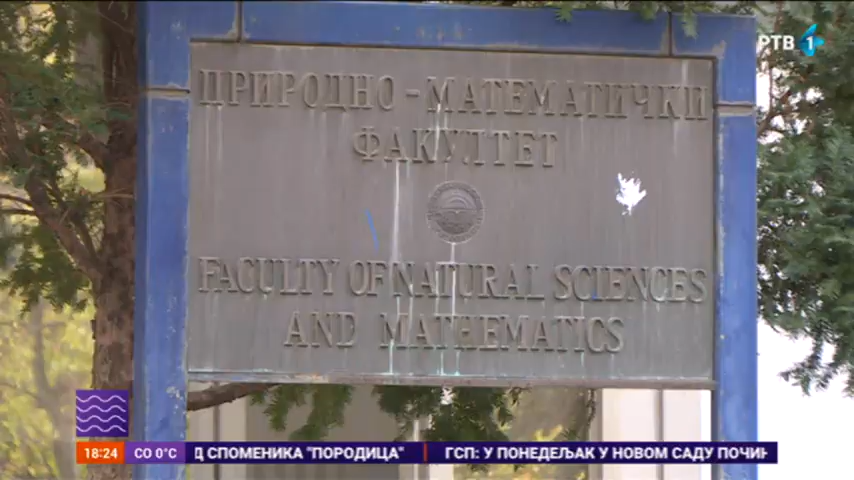 РТВ 1
ПРИРОДНО-МАТЕМАТИЧКИ
ФАКУЛТЕТ
FACULTY OF NATURAL SCIENCES
AND MATHEMATICS
18:24 СО 0°C Д СПОМЕНИКА "ПОРОДИЦА" ГСП: У ПОНЕДЕЉАК У НОВОМ САДУ ПОЧИН